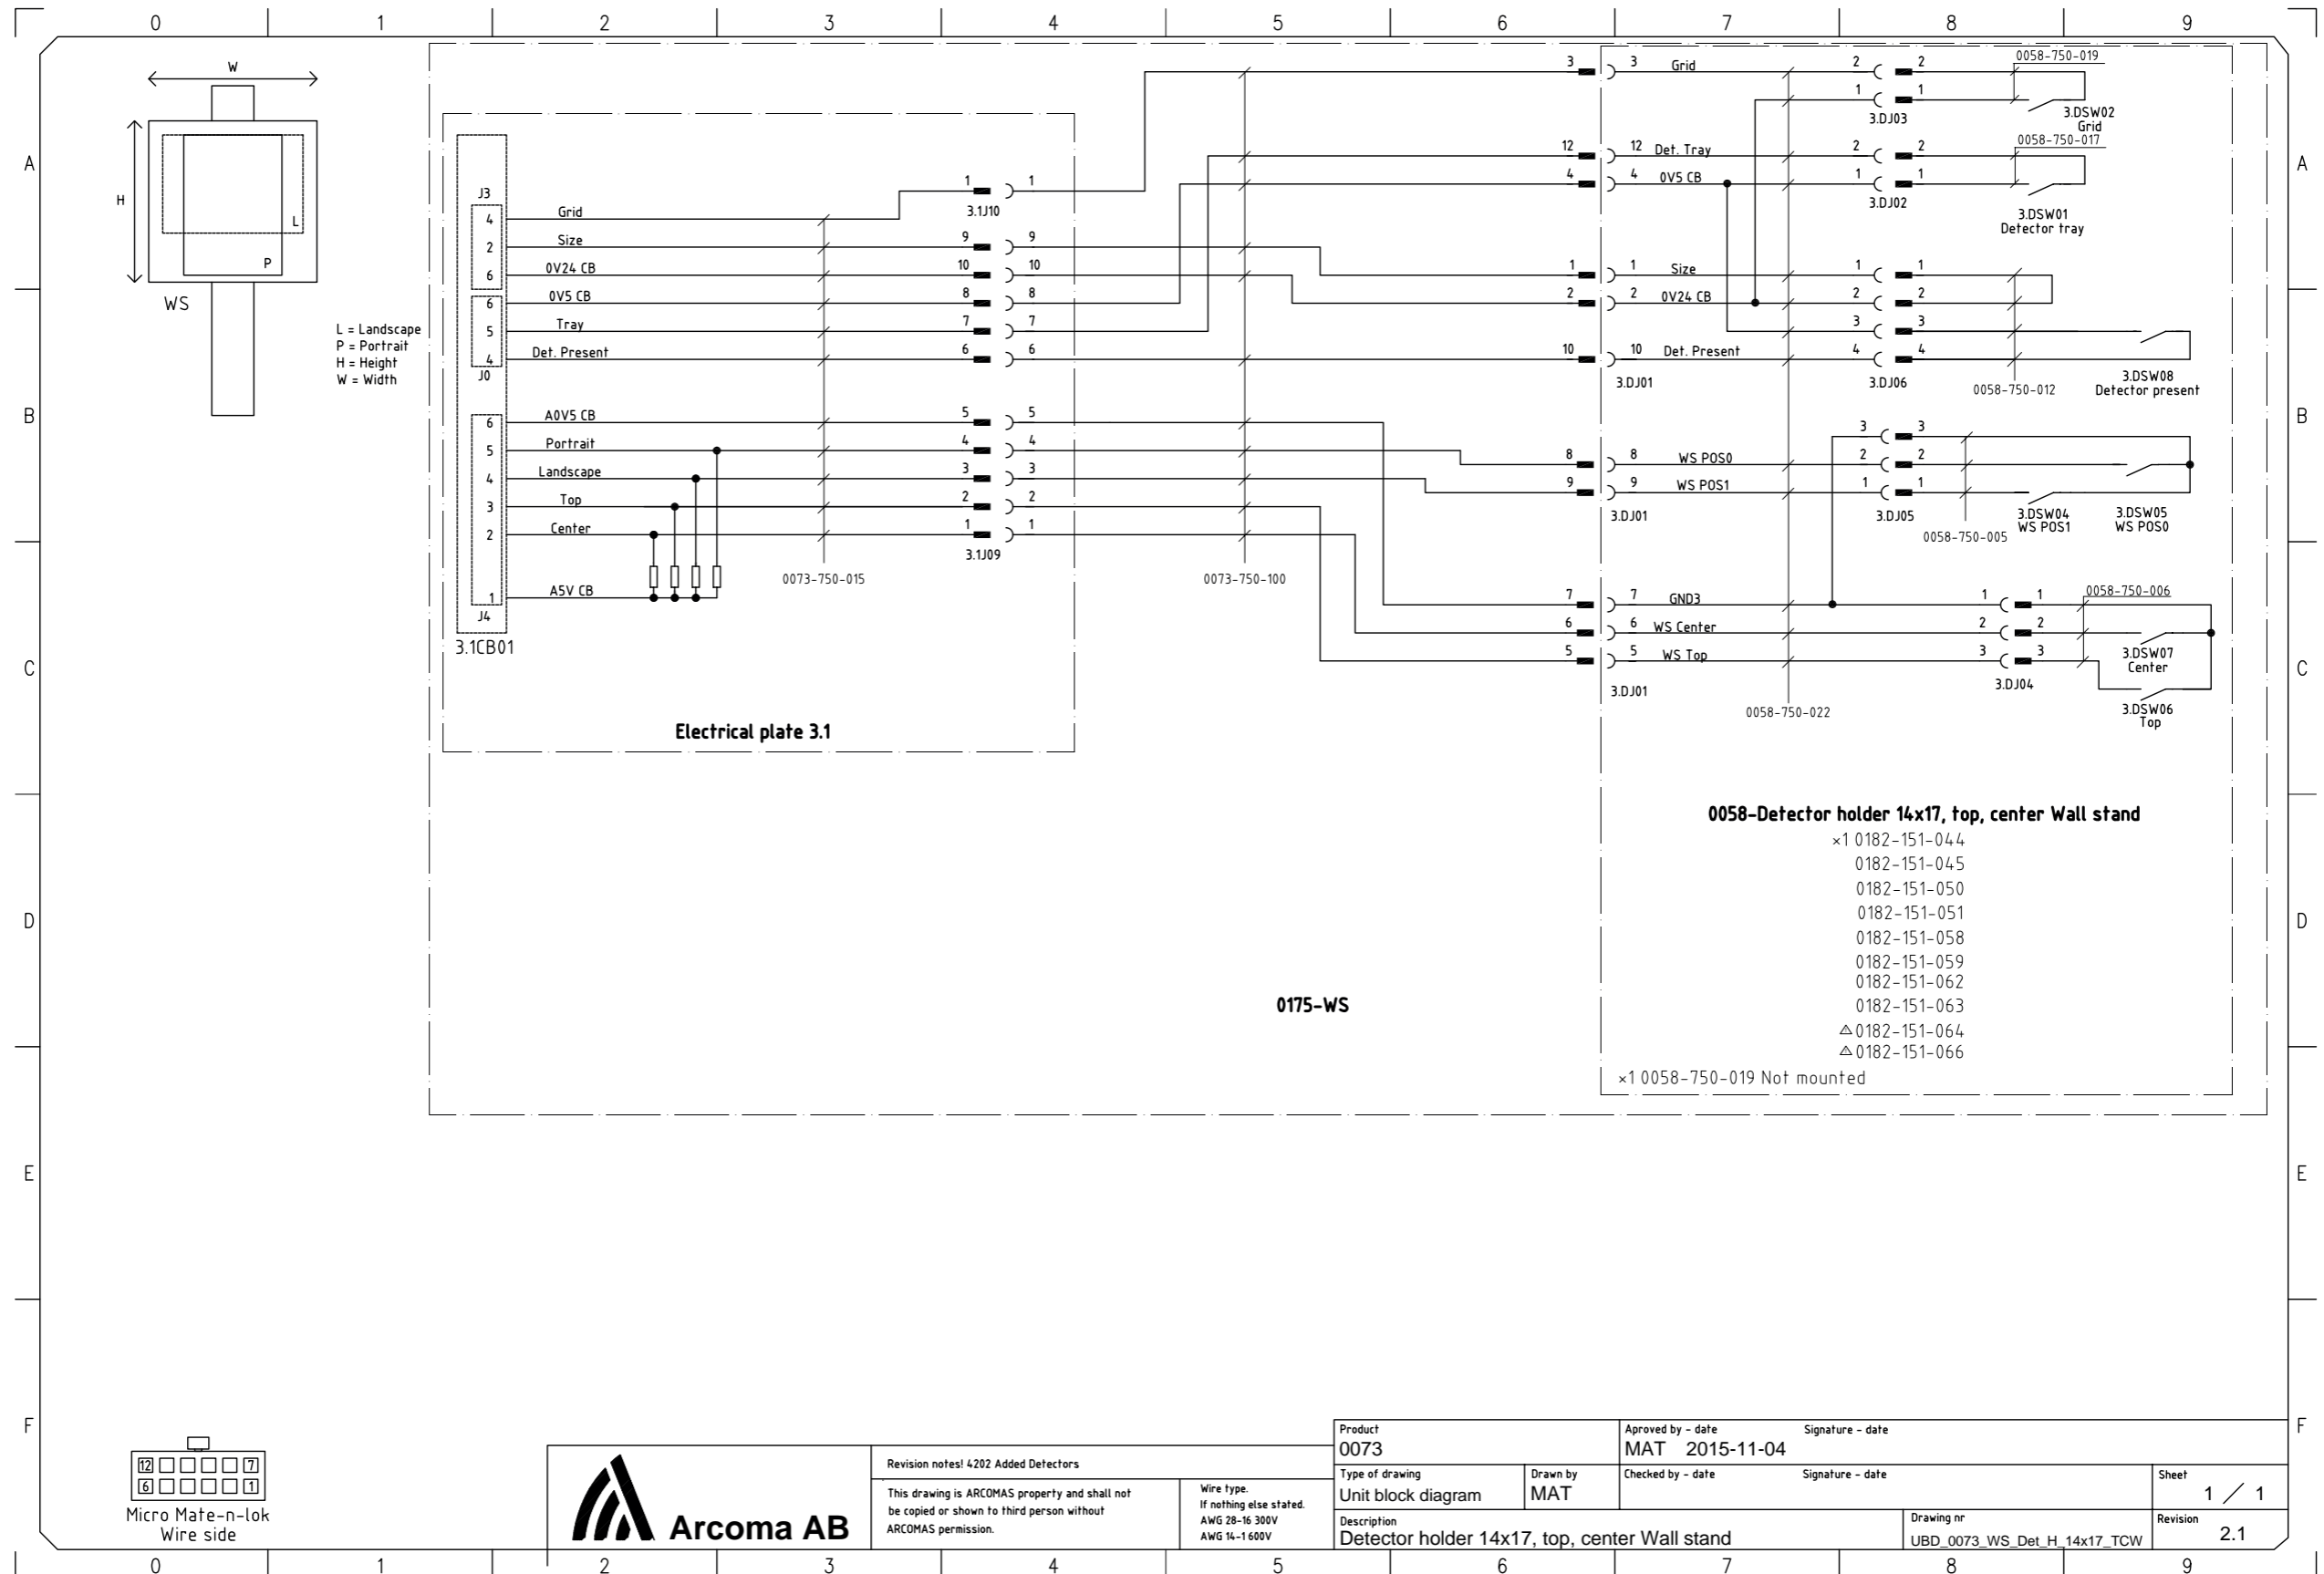 0 1 2 3 4 5 6 7 8 9
A
B
C
D
E
F
A
B
C
D
E
F
W
H
L
P
WS
L = Landscape
P = Portrait
H = Height
W = Width
J3
4 Grid
2 Size
6 0V24 CB
6 0V5 CB
5 Tray
4 Det. Present
J0
6 A0V5 CB
5 Portrait
4 Landscape
3 Top
2 Center
1 A5V CB
J4
3.1CB01
1 1
3.1J10
9 9
10 10
8 8
7 7
6 6
5 5
4 4
3 3
2 2
1 1
3.1J09
0073-750-015
0073-750-100
Electrical plate 3.1
3 3 Grid
12 12 Det. Tray
4 4 0V5 CB
1 1 Size
2 2 0V24 CB
10 10 Det. Present
3.DJ01
8 8 WS POS0
9 9 WS POS1
3.DJ01
7 7 GND3
6 6 WS Center
5 5 WS Top
3.DJ01
0058-750-022
2 2
1 1
3.DJ03
0058-750-019
3.DSW02
Grid
0058-750-017
2 2
1 1
3.DJ02
3.DSW01
Detector tray
1 1
2 2
3 3
4 4
3.DJ06
0058-750-012
3.DSW08
Detector present
3 3
2 2
1 1
3.DJ05
0058-750-005
3.DSW04
WS POS1
3.DSW05
WS POS0
0058-750-006
1 1
2 2
3 3
3.DJ04
3.DSW07
Center
3.DSW06
Top
0058-Detector holder 14x17, top, center Wall stand
×1 0182-151-044
0182-151-045
0182-151-050
0182-151-051
0182-151-058
0182-151-059
0182-151-062
0182-151-063
0182-151-064
0182-151-066
×1 0058-750-019 Not mounted
0175-WS
12 7
6 1
Micro Mate-n-lok
Wire side
Arcoma AB
Revision notes! 4202 Added Detectors
This drawing is ARCOMAS property and shall not
be copied or shown to third person without
ARCOMAS permission.
Wire type.
If nothing else stated.
AWG 28-16 300V
AWG 14-1 600V
Product
0073
Aproved by - date Signature - date
MAT 2015-11-04
Type of drawing
Unit block diagram
Drawn by
MAT
Checked by - date Signature - date
Sheet
1 / 1
Description
Detector holder 14x17, top, center Wall stand
Drawing nr
UBD_0073_WS_Det_H_14x17_TCW
Revision
2.1
0 1 2 3 4 5 6 7 8 9